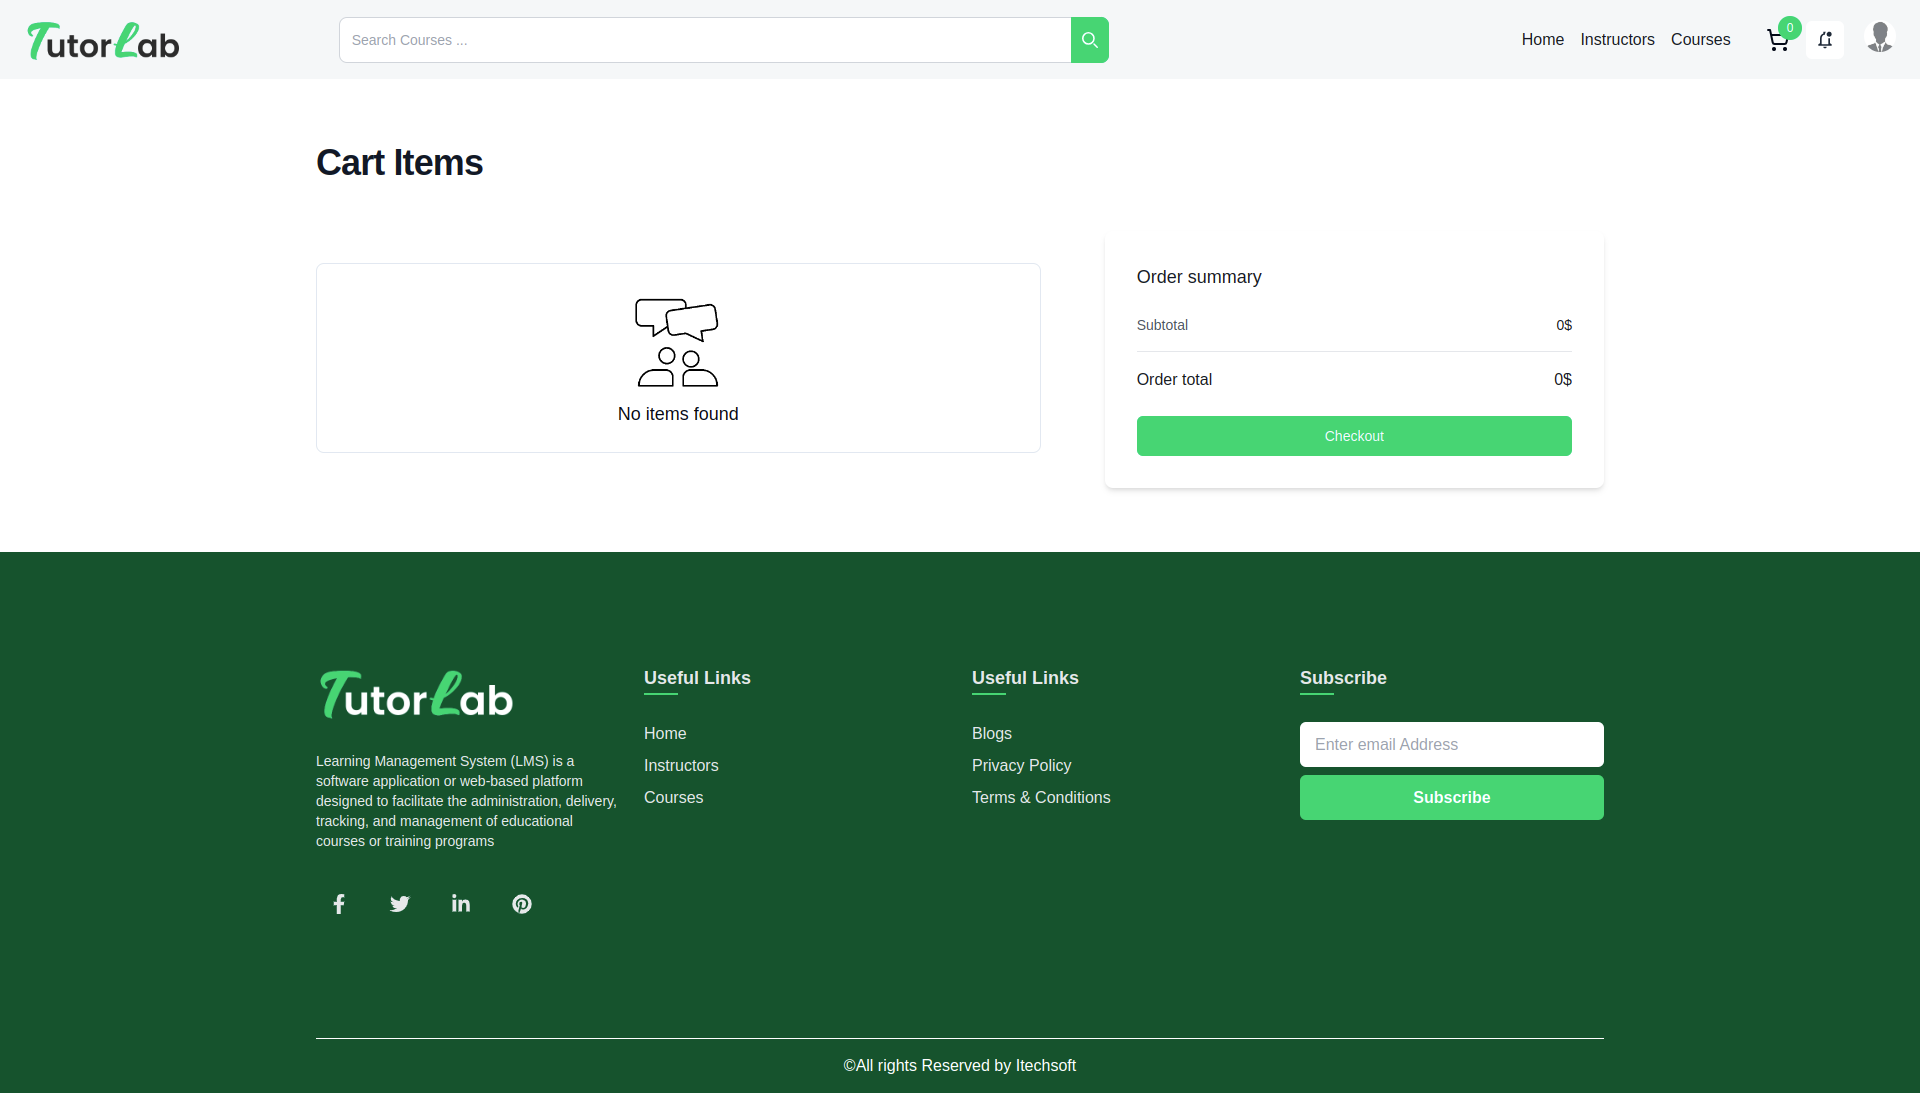 TutorLab
Search Courses ...
Home
Instructors
Courses
0
Cart Items
No items found
Order summary
Subtotal
0$
Order total
0$
Checkout
TutorLab
Learning Management System (LMS) is a
software application or web-based platform
designed to facilitate the administration, delivery,
tracking, and management of educational
courses or training programs
Useful Links
Home
Instructors
Courses
Useful Links
Blogs
Privacy Policy
Terms & Conditions
Subscribe
Enter email Address
Subscribe
©All rights Reserved by Itechsoft